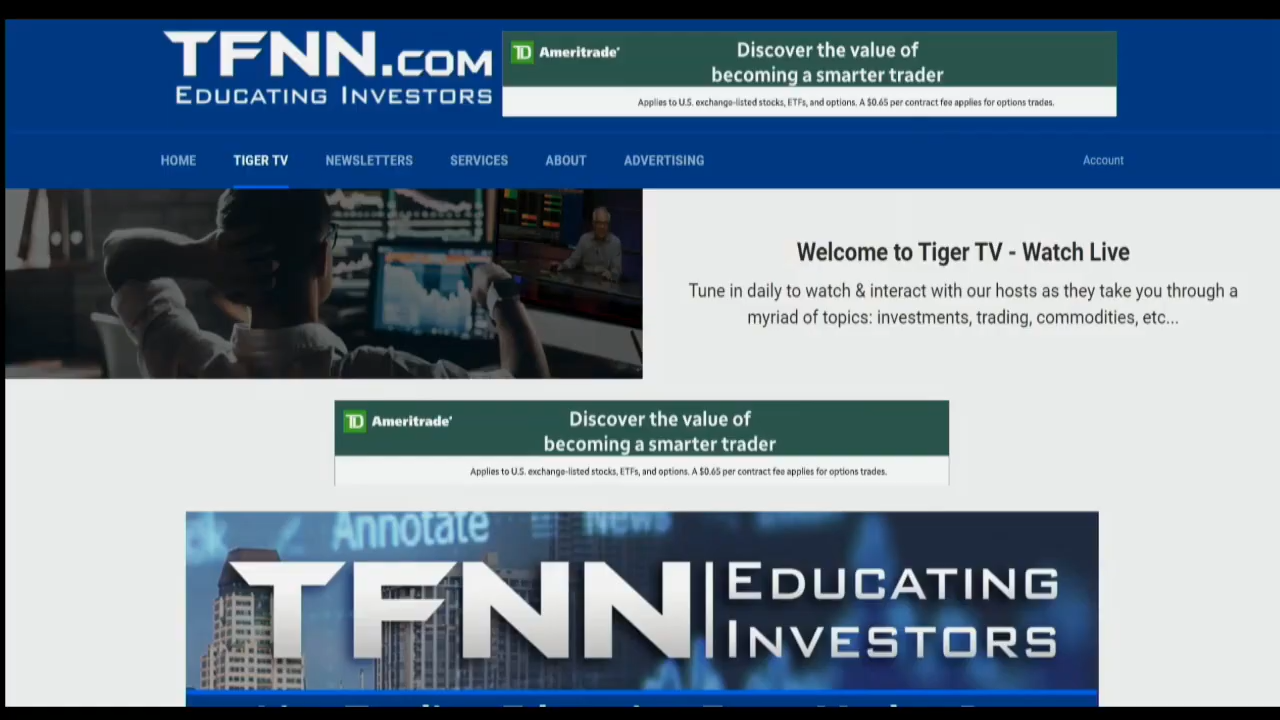 TFNN.COM
EDUCATING INVESTORS
TD Ameritrade
Discover the value of
becoming a smarter trader
Applies to U.S. exchange-listed stocks, ETFs, and options. A $0.65 per contract fee applies for options trades.
HOME TIGER TV NEWSLETTERS SERVICES ABOUT ADVERTISING Account
Welcome to Tiger TV - Watch Live
Tune in daily to watch & interact with our hosts as they take you through a
myriad of topics: investments, trading, commodities, etc...
TD Ameritrade
Discover the value of
becoming a smarter trader
Applies to U.S. exchange-listed stocks, ETFs, and options. A $0.65 per contract fee applies for options trades.
Annotate News
TFNN EDUCATING
INVESTORS